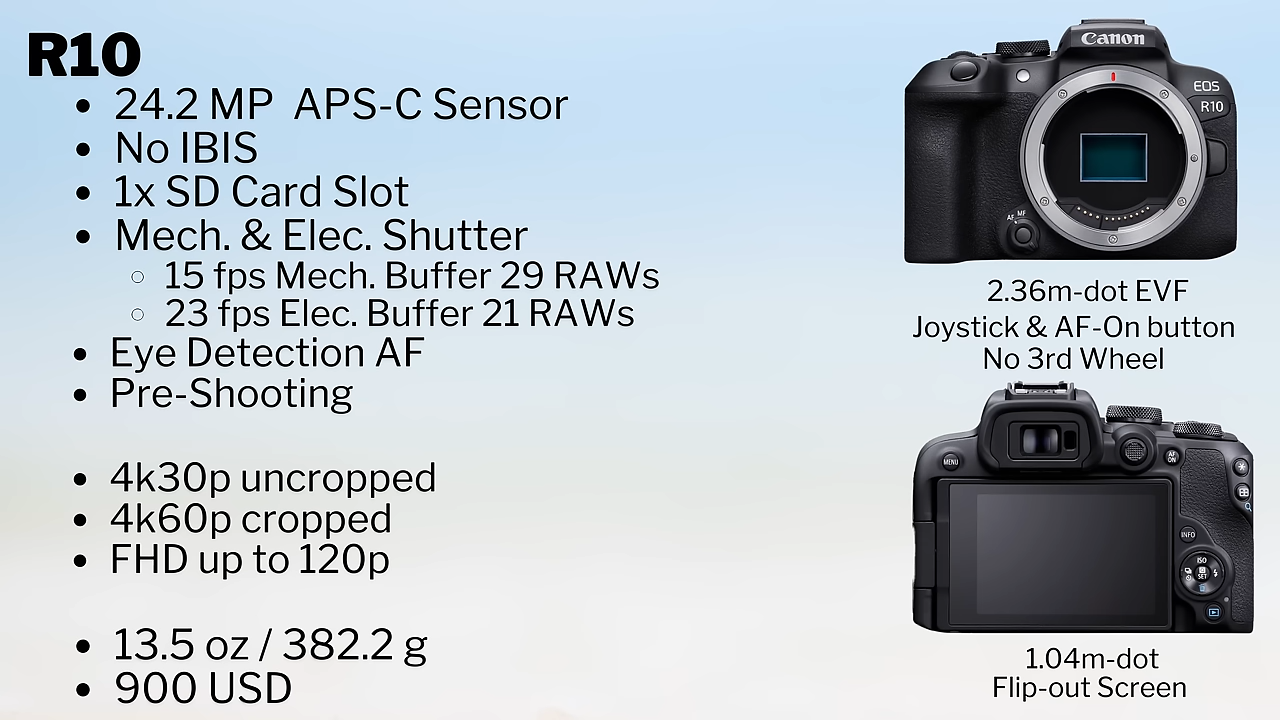 R10
• 24.2 MP  APS-C Sensor
• No IBIS
• 1x SD Card Slot
• Mech. & Elec. Shutter
○ 15 fps Mech. Buffer 29 RAWs
○ 23 fps Elec. Buffer 21 RAWs
• Eye Detection AF
• Pre-Shooting
• 4k30p uncropped
• 4k60p cropped
• FHD up to 120p
• 13.5 oz / 382.2 g
• 900 USD
Canon
EOS
R10
AF MF
2.36m-dot EVF
Joystick & AF-On button
No 3rd Wheel
MENU
AF
ON
INFO
ISO
SET
1.04m-dot
Flip-out Screen